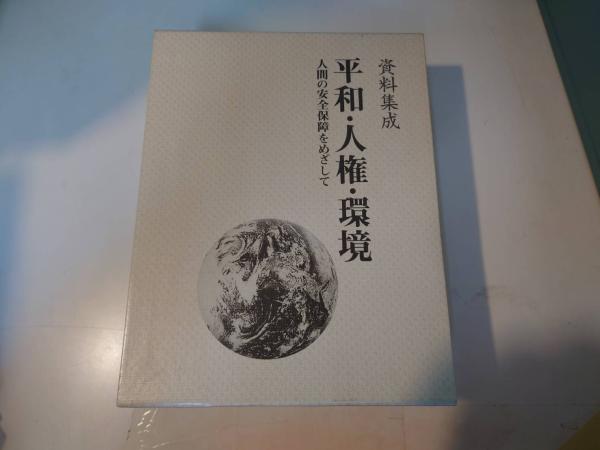 資料集成
平和・人権・環境
人間の安全保障をめざして